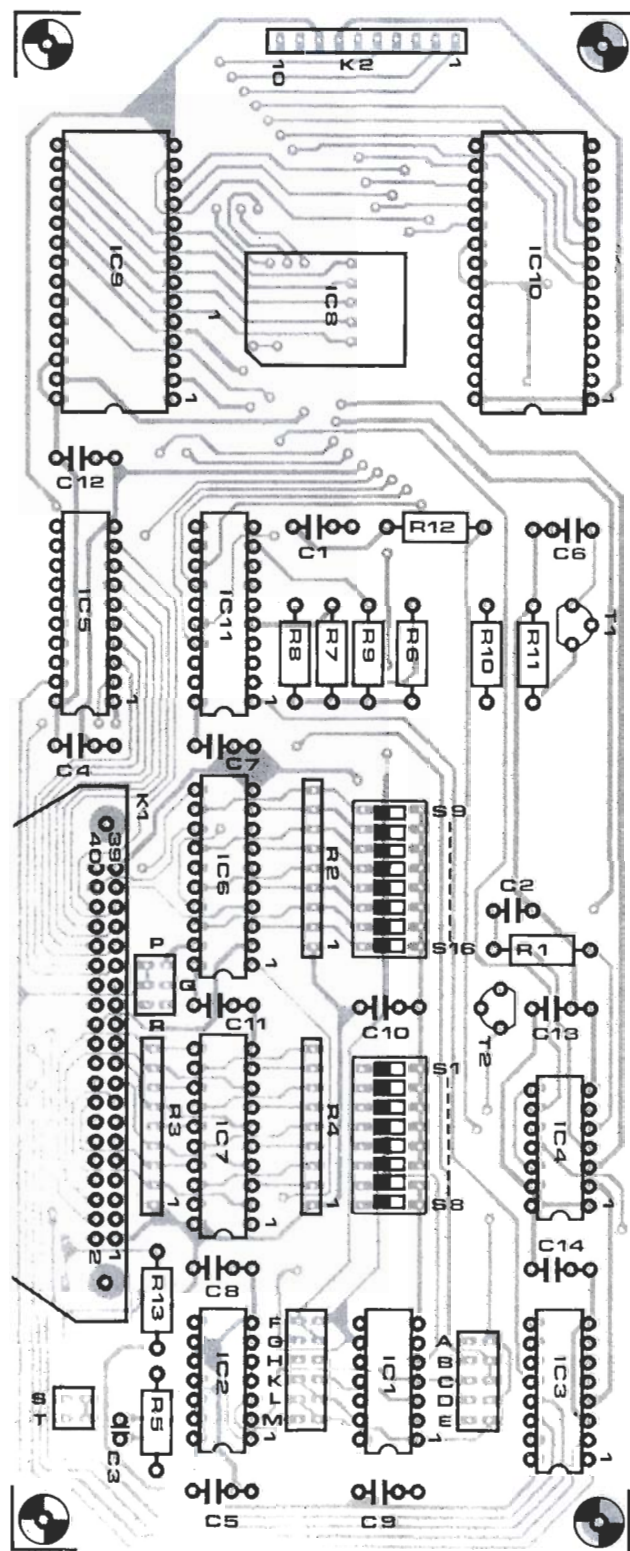 10 K2 1
IC9
1
IC8
1
IC10
1
C12
C1
R12
C6
IC5
1
IC11
1
R8
R7
R9
R6
R10
R11
T1
C4
C7
K1
40 39
IC6
1
R2
1
S9
S16
C2
R1
P
Q
R
C11
C10
T2
C13
R3
1
IC7
1
R4
1
S1
S8
IC4
1
2 1
R13
C8
C14
S
T
C3
R5
IC2
1
F
G
H
K
L
M
IC1
1
A
B
C
D
E
IC3
1
C5
C9